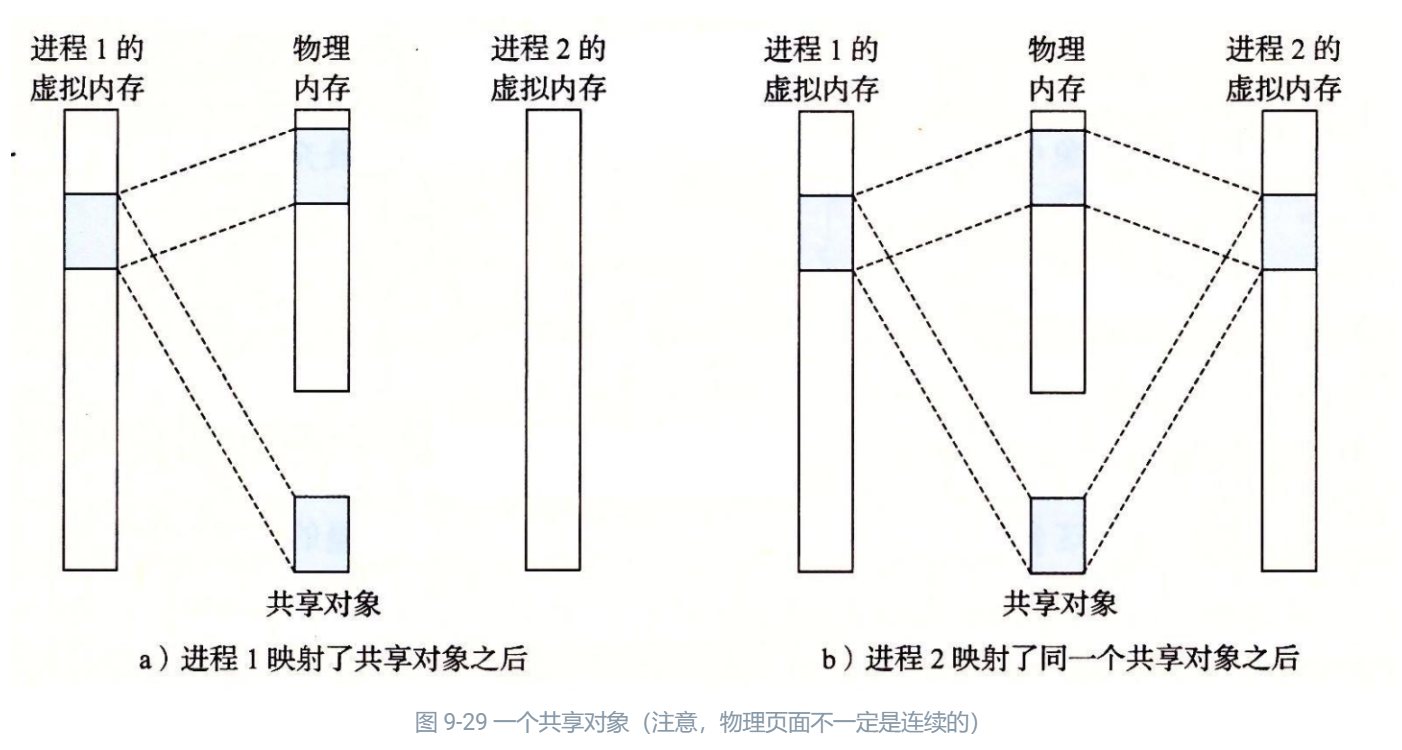 进程 1 的
虚拟内存
物理
内存
进程 2 的
虚拟内存
共享对象
a）进程 1 映射了共享对象之后
进程 1 的
虚拟内存
物理
内存
进程 2 的
虚拟内存
共享对象
b）进程 2 映射了同一个共享对象之后
图 9-29 一个共享对象（注意，物理页面不一定是连续的）